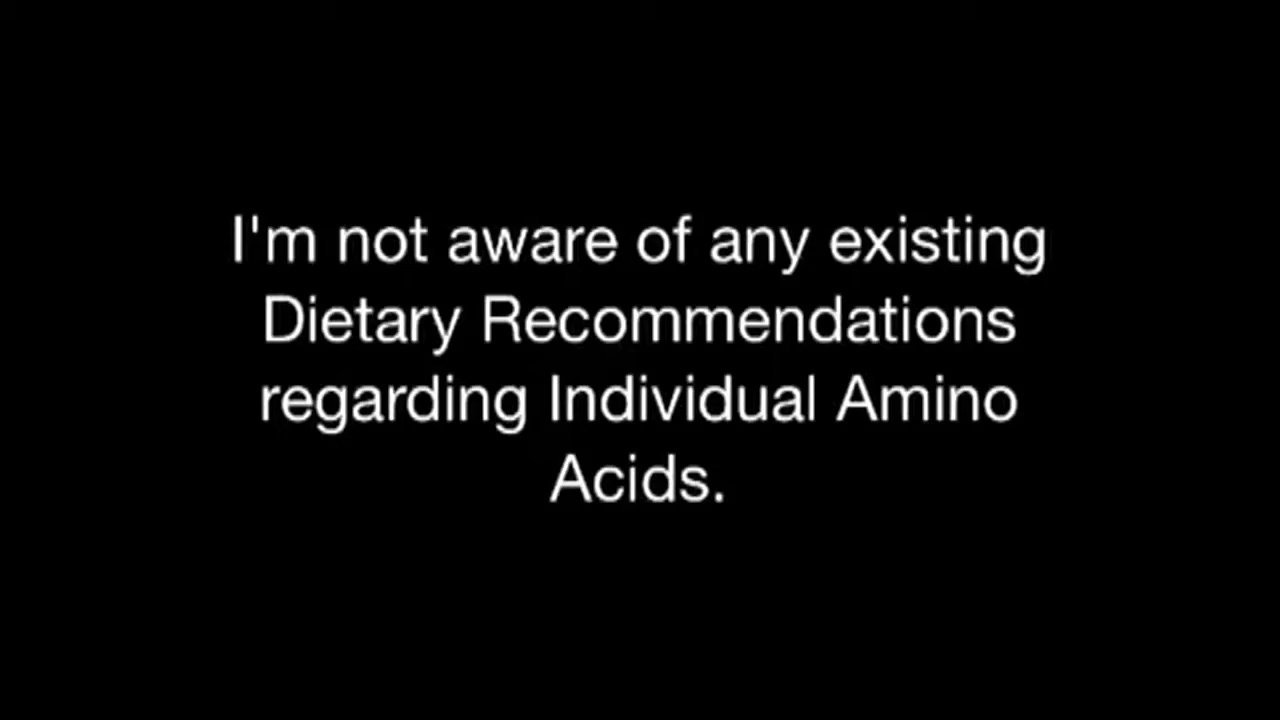 I'm not aware of any existing
Dietary Recommendations
regarding Individual Amino
Acids.